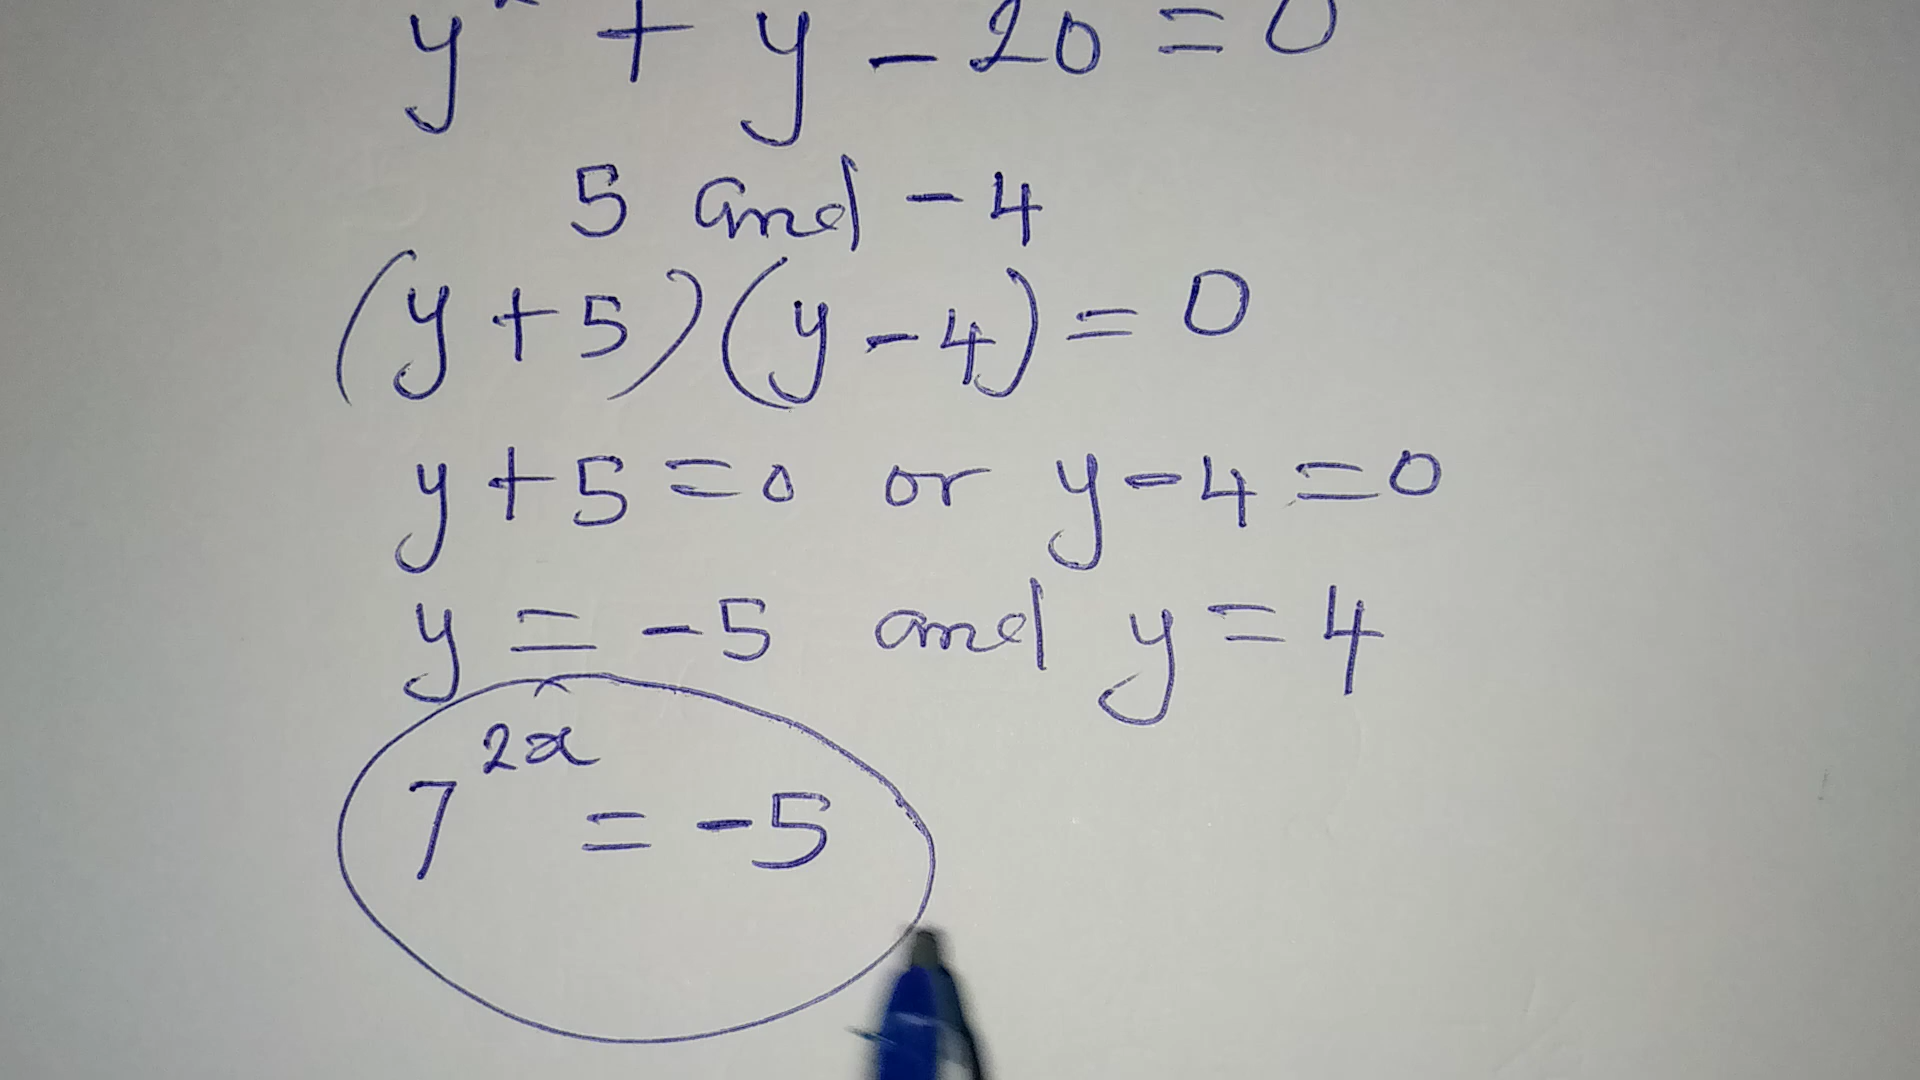 y² + y - 20 = 0
5 and -4
(y + 5)(y - 4) = 0
y + 5 = 0 or y - 4 = 0
y = -5 and y = 4
7^{2x} = -5